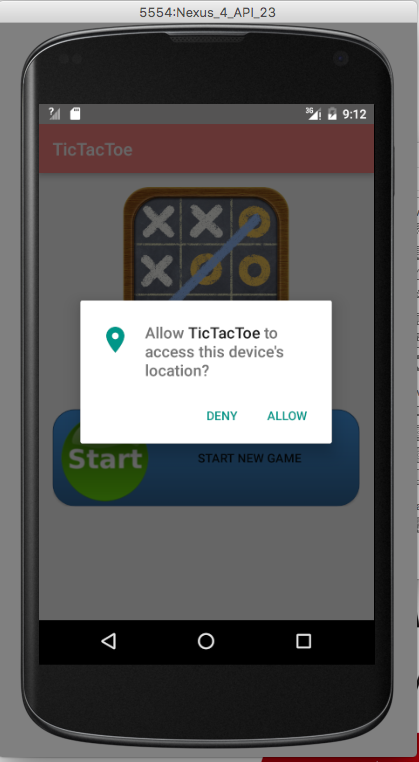 5554:Nexus_4_API_23
3G 9:12
TicTacToe
Allow TicTacToe to
access this device's
location?
DENY ALLOW
Start START NEW GAME